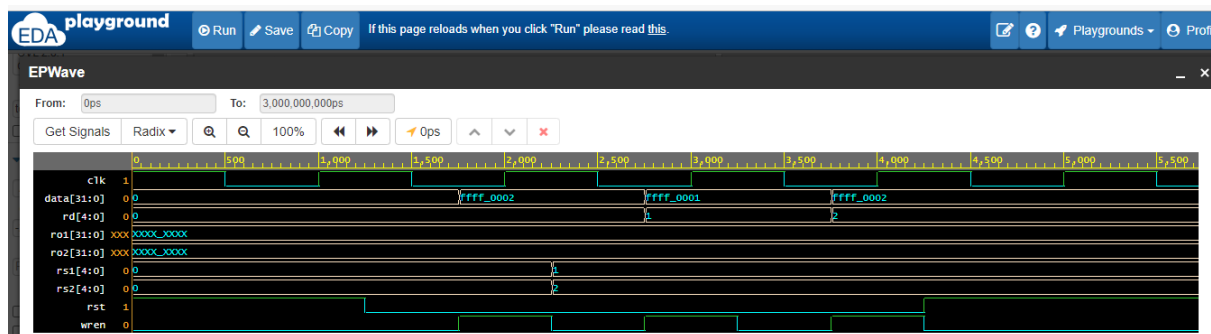 EDA playground Run Save Copy If this page reloads when you click "Run" please read this. Playgrounds Profi
EPWave
From: 0ps To: 3,000,000,000ps
Get Signals Radix 100% 0ps
0 500 1,000 1,500 2,000 2,500 3,000 3,500 4,000 4,500 5,000 5,500
clk 1
data[31:0] 0 0 ffff_0002 ffff_0001 ffff_0002
rd[4:0] 0 0 1 2
ro1[31:0] XXX XXXX_XXXX
ro2[31:0] XXX XXXX_XXXX
rs1[4:0] 0 0 1
rs2[4:0] 0 0 2
rst 1
wren 0